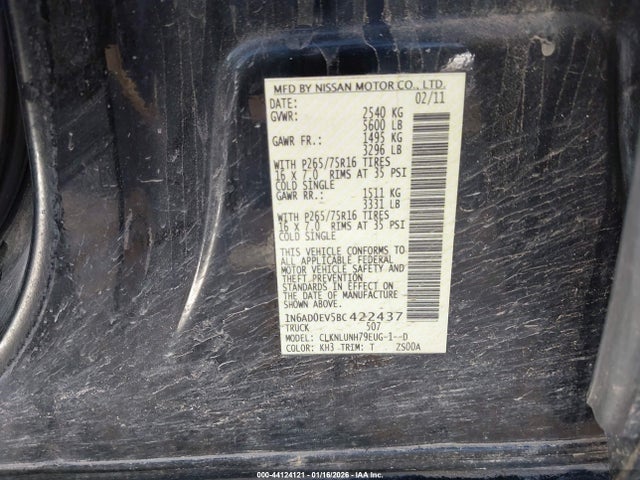 MFD BY NISSAN MOTOR CO., LTD.
DATE: 02/11
GVWR: 2540 KG
5600 LB
GAWR FR.: 1495 KG
3296 LB
WITH P265/75R16 TIRES
16 X 7.0 RIMS AT 35 PSI
COLD SINGLE
GAWR RR.: 1511 KG
3331 LB
WITH P265/75R16 TIRES
16 X 7.0 RIMS AT 35 PSI
COLD SINGLE
THIS VEHICLE CONFORMS TO
ALL APPLICABLE FEDERAL
MOTOR VEHICLE SAFETY AND
THEFT PREVENTION
STANDARDS IN EFFECT ON
THE DATE OF MANUFACTURE
SHOWN ABOVE.
1N6AD0EV5BC 422437
TRUCK 507
MODEL: CLKNLUNH79EUG-1--D
COLOR: KH3 TRIM: T ZS00A
000-44124121 - 01/16/2026 - IAA, Inc.